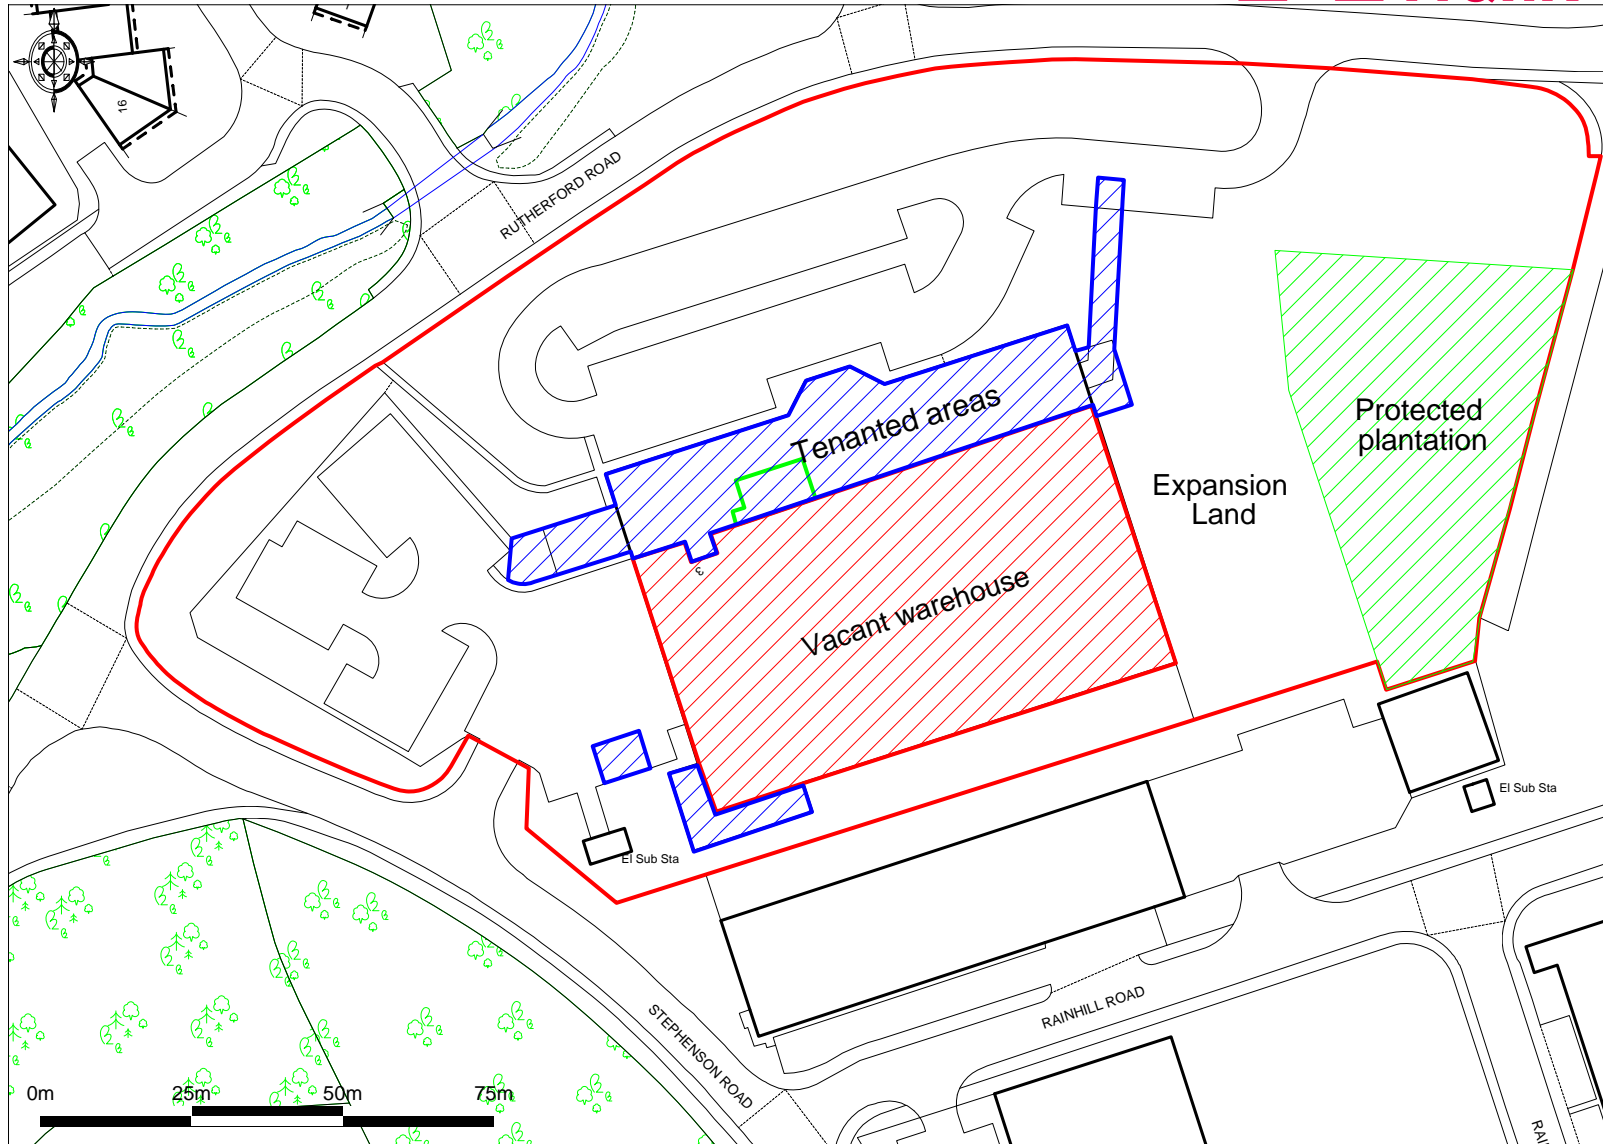 16
RUTHERFORD ROAD
Tenanted areas
Protected
plantation
Expansion
Land
3
Vacant warehouse
El Sub Sta
El Sub Sta
STEPHENSON ROAD
RAINHILL ROAD
0m 25m 50m 75m